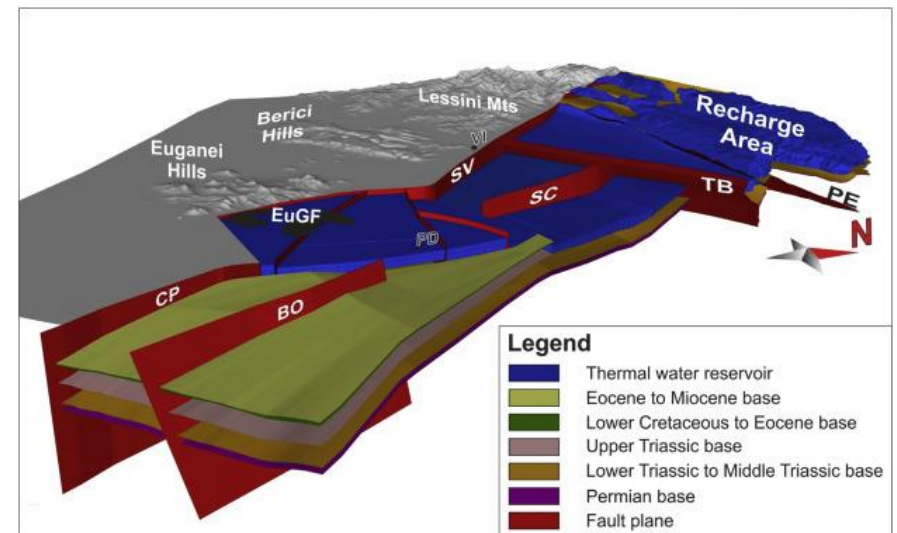 Lessini Mts
Recharge
Area
Berici
Hills
VI
Euganei
Hills
SV
TB
PE
SC
EuGF
PD
N
CP
BO
Legend
Thermal water reservoir
Eocene to Miocene base
Lower Cretaceous to Eocene base
Upper Triassic base
Lower Triassic to Middle Triassic base
Permian base
Fault plane